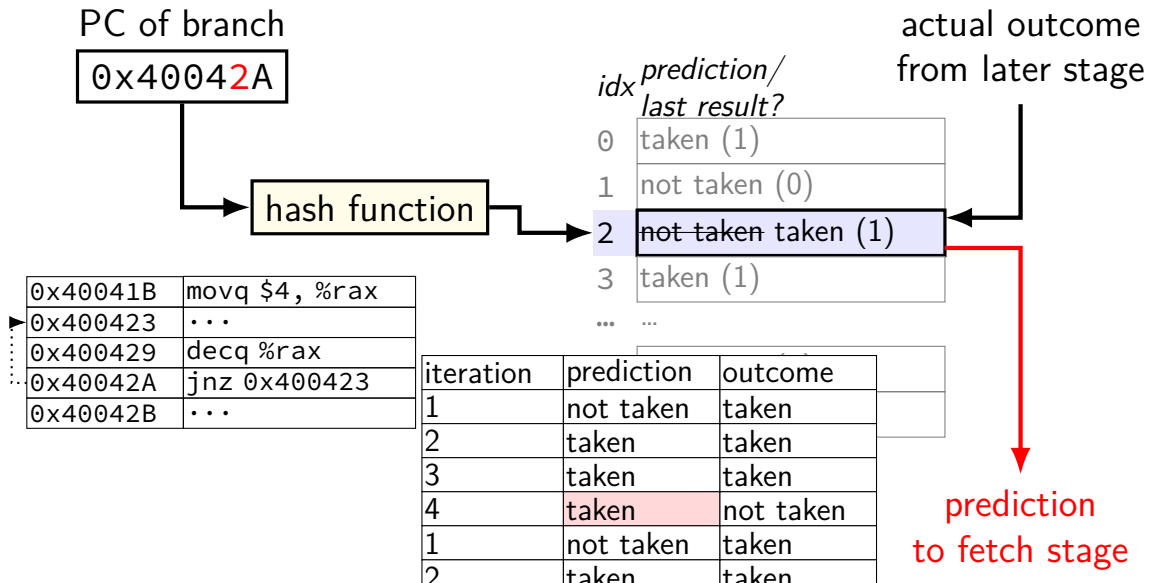 PC of branch
0x40042A
hash function
idx
prediction/
last result?
actual outcome
from later stage
0 taken (1)
1 not taken (0)
2 not taken taken (1)
3 taken (1)
... ...
0x40041B movq $4, %rax
0x400423 ...
0x400429 decq %rax
0x40042A jnz 0x400423
0x40042B ...
iteration prediction outcome
1 not taken taken
2 taken taken
3 taken taken
4 taken not taken
1 not taken taken
2 taken taken
prediction
to fetch stage